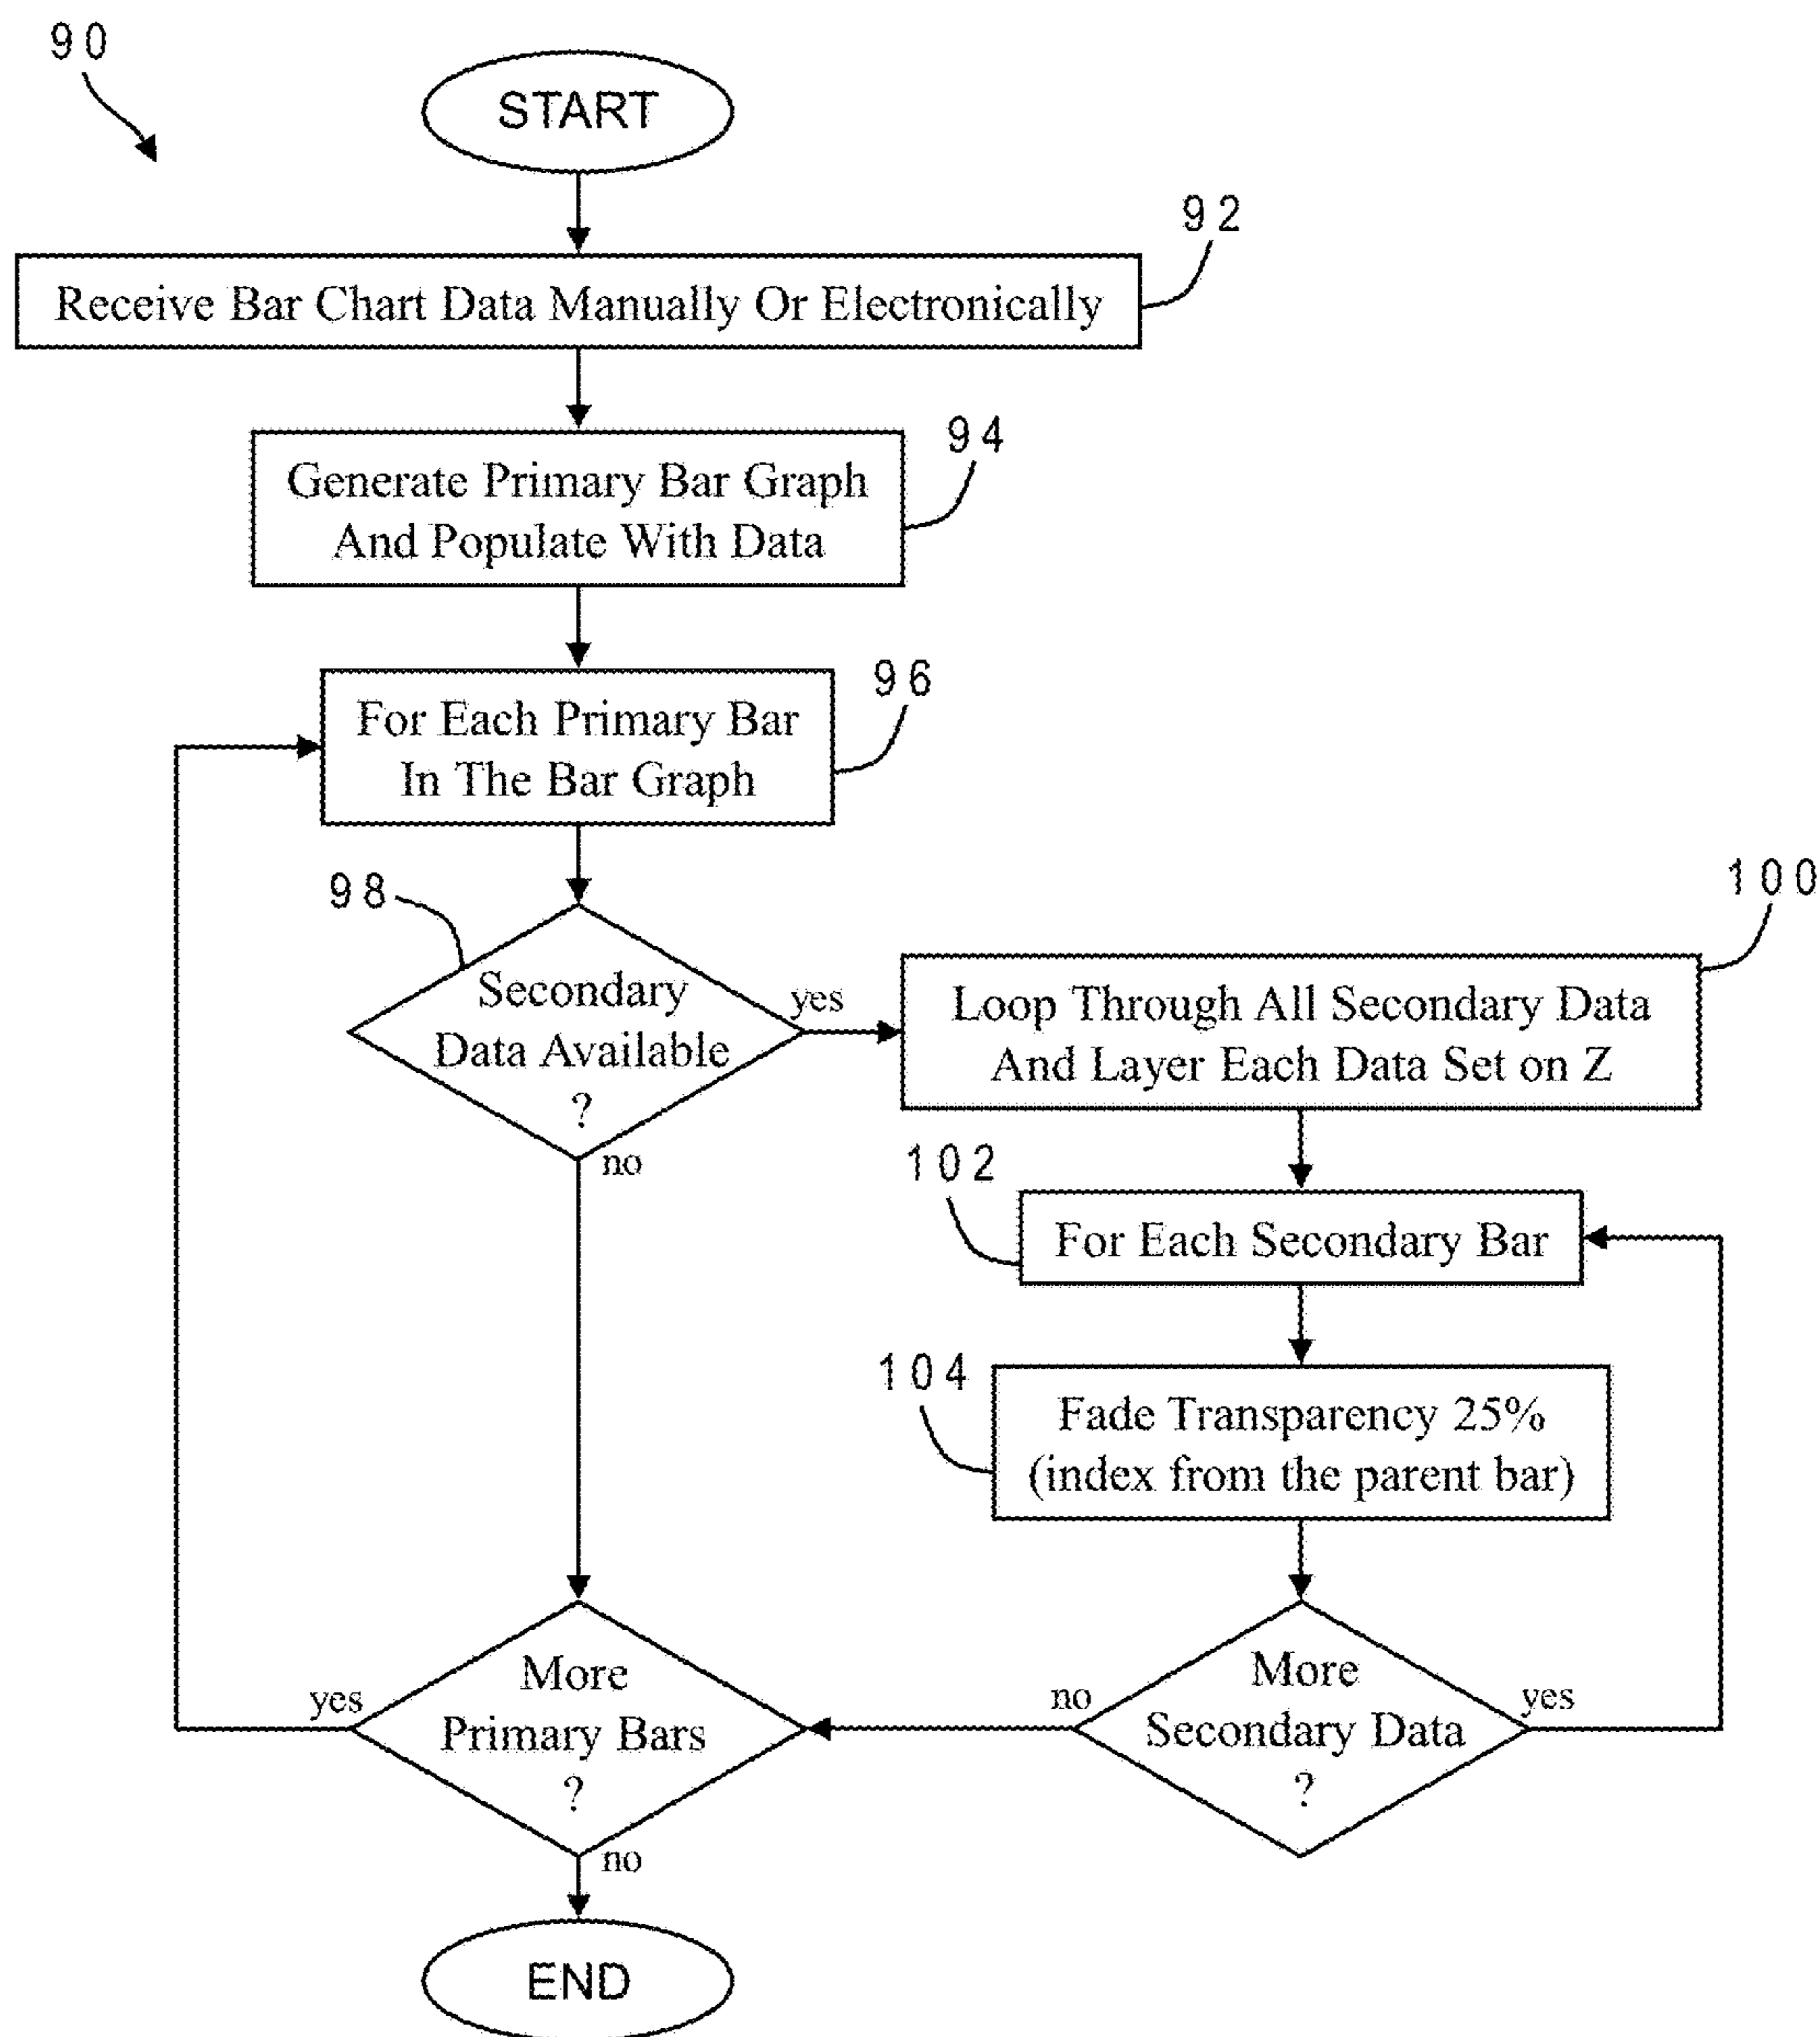 90
START
92
Receive Bar Chart Data Manually Or Electronically
94
Generate Primary Bar Graph
And Populate With Data
96
For Each Primary Bar
In The Bar Graph
98
Secondary
Data Available
?
yes
no
100
Loop Through All Secondary Data
And Layer Each Data Set on Z
102
For Each Secondary Bar
104
Fade Transparency 25%
(index from the parent bar)
More
Secondary Data
?
yes
no
More
Primary Bars
?
yes
no
END